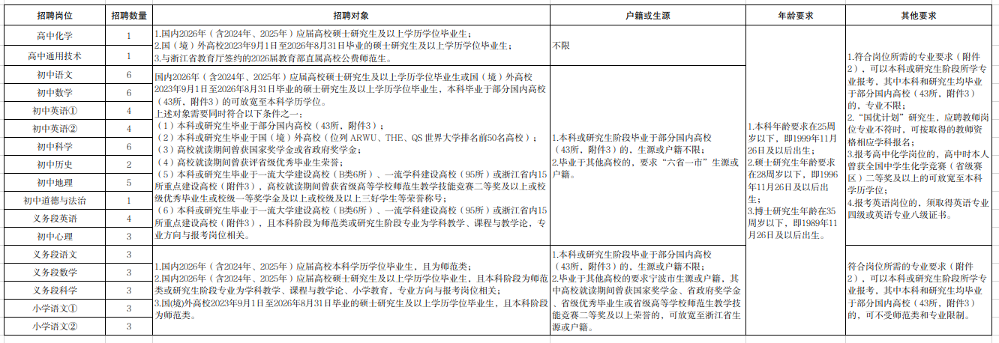 招聘岗位 招聘数量 招聘对象 户籍或生源 年龄要求 其他要求
高中化学 1
高中通用技术 1
1.国内2026年（含2024年、2025年）应届高校硕士研究生及以上学历学位毕业生；
2.国（境）外高校2023年9月1日至2026年8月31日毕业的硕士研究生及以上学历学位毕业生；
3.与浙江省教育厅签约的2026届教育部直属高校公费师范生。
不限
初中语文 6
初中数学 6
初中英语① 4
初中英语② 4
初中科学 6
初中历史 2
初中地理 5
初中道德与法治 1
义务段英语 4
初中心理 3
国内2026年（含2024年、2025年）应届高校硕士研究生及以上学历学位毕业生或国（境）外高校
2023年9月1日至2026年8月31日毕业的硕士研究生及以上学历学位毕业生，本科毕业于部分国内高校
（43所，附件3）的可放宽至本科学历学位。
上述对象需要同时符合以下条件之一；
（1）本科或研究生毕业于部分国内高校（43所，附件3）；
（2）本科或研究生毕业于国（境）外高校（位列 ARWU、THE、QS 世界大学排名前50名高校）；
（3）高校就读期间曾获国家奖学金或省政府奖学金；
（4）高校就读期间曾获评省级优秀毕业生荣誉；
（5）本科或研究生毕业于一流大学建设高校（B类6所）、一流学科建设高校（95所）或浙江省内15
所重点建设高校（附件3），高校就读期间曾获省级高等学校师范生教学技能竞赛二等奖及以上或校
级优秀毕业生或校级一等奖学金及以上或校级及以上三好学生等荣誉称号；
（6）本科或研究生毕业于一流大学建设高校（B类6所）、一流学科建设高校（95所）或浙江省内15
所重点建设高校（附件3），且本科阶段为师范类或研究生阶段专业为学科教学、课程与教学论，专
业方向与报考岗位相关。
1.本科或研究生阶段毕业于部分国内高校
（43所，附件3）的，生源或户籍不限；
2.毕业于其他高校的，要求“六省一市”生源或
户籍。
1.本科年龄要求在25周
岁以下，即1999年11月
26日及以后出生；
2.硕士研究生年龄要求
在28周岁以下，即1996
年11月26日及以后出
生；
3.博士研究生年龄在35
周岁以下，即1989年11
月26日及以后出生。
1.符合岗位所需的专业要求（附件
2），可以本科或研究生阶段所学专
业报考，其中本科和研究生均毕业
于部分国内高校（43所，附件3）
的，专业不限；
2.“国优计划”研究生，应聘教师岗
位专业不符时，可按取得的教师资
格相应学科报名；
3.报考高中化学岗位的，高中时本人
曾获全国中学生化学竞赛（省级赛
区）二等奖及以上的可放宽至本科
学历学位；
4.报考英语岗位的，须取得英语专业
四级或英语专业八级证书。
义务段语文 3
义务段数学 3
义务段科学 3
小学语文① 3
小学语文② 3
1.国内2026年（含2024年、2025年）应届高校本科学历学位毕业生，且为师范类；
2.国内2026年（含2024年、2025年）应届高校硕士研究生及以上学历学位毕业生，且本科阶段为师范
类或研究生阶段专业为学科教学、课程与教学论、小学教育，专业方向与报考岗位相关；
3.国(境)外高校2023年9月1日至2026年8月31日毕业的硕士研究生及以上学历学位毕业生，且本科阶段
为师范类。
1.本科或研究生阶段毕业于部分国内高校
（43所，附件3）的，生源或户籍不限；
2.毕业于其他高校的要求宁波市生源或户籍，其
中高校就读期间曾获国家奖学金、省政府奖学金
、省级优秀毕业生或省级高等学校师范生教学技
能竞赛二等奖及以上荣誉的，可放宽至浙江省生
源或户籍。
符合岗位所需的专业要求（附件
2），可以本科或研究生阶段所学专
业报考，其中本科和研究生均毕业
于部分国内高校（43所，附件3）
的，可不受师范类和专业限制。